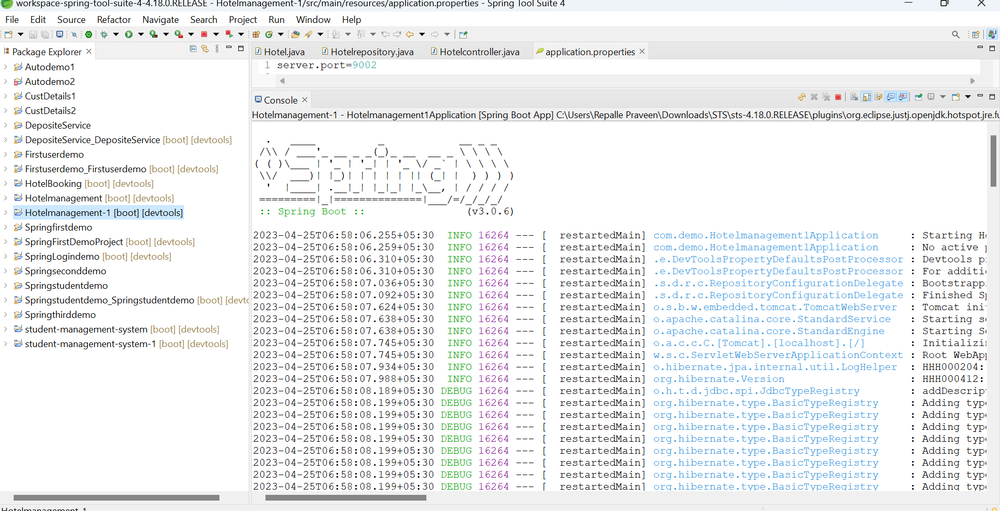 workspace-spring-tool-suite-4-4.18.0.RELEASE - Hotelmanagement-1/src/main/resources/application.properties - Spring Tool Suite 4
File Edit Source Refactor Navigate Search Project Run Window Help
Package Explorer
Autodemo1
Autodemo2
CustDetails1
CustDetails2
DepositeService
DepositeService_DepositeService [boot] [devtools]
Firstuserdemo
Firstuserdemo_Firstuserdemo [boot] [devtools]
HotelBooking [boot] [devtools]
Hotelmanagement [boot] [devtools]
Hotelmanagement-1 [boot] [devtools]
Springfirstdemo
SpringFirstDemoProject [boot] [devtools]
SpringLogindemo [boot] [devtools]
Springseconddemo
Springstudentdemo
Springstudentdemo_Springstudentdemo [boot] [devto
Springthirddemo
student-management-system [boot] [devtools]
student-management-system-1 [boot] [devtools]
Hotel.java Hotelrepository.java Hotelcontroller.java application.properties
1 server.port=9002
Console
Hotelmanagement-1 - Hotelmanagement1Application [Spring Boot App] C:\Users\Repalle Praveen\Downloads\STS\sts-4.18.0.RELEASE\plugins\org.eclipse.justj.openjdk.hotspot.jre.fu
:: Spring Boot :: (v3.0.6)
2023-04-25T06:58:06.255+05:30 INFO 16264 --- [ restartedMain] com.demo.Hotelmanagement1Application : Starting H
2023-04-25T06:58:06.259+05:30 INFO 16264 --- [ restartedMain] com.demo.Hotelmanagement1Application : No active p
2023-04-25T06:58:06.310+05:30 INFO 16264 --- [ restartedMain] .e.DevToolsPropertyDefaultsPostProcessor : Devtools p
2023-04-25T06:58:06.310+05:30 INFO 16264 --- [ restartedMain] .e.DevToolsPropertyDefaultsPostProcessor : For additi
2023-04-25T06:58:07.036+05:30 INFO 16264 --- [ restartedMain] .s.d.r.c.RepositoryConfigurationDelegate : Bootstrapp
2023-04-25T06:58:07.092+05:30 INFO 16264 --- [ restartedMain] .s.d.r.c.RepositoryConfigurationDelegate : Finished Sp
2023-04-25T06:58:07.624+05:30 INFO 16264 --- [ restartedMain] o.s.b.w.embedded.tomcat.TomcatWebServer : Tomcat ini
2023-04-25T06:58:07.638+05:30 INFO 16264 --- [ restartedMain] o.apache.catalina.core.StandardService : Starting se
2023-04-25T06:58:07.638+05:30 INFO 16264 --- [ restartedMain] o.apache.catalina.core.StandardEngine : Starting Se
2023-04-25T06:58:07.745+05:30 INFO 16264 --- [ restartedMain] o.a.c.c.C.[Tomcat].[localhost].[/] : Initializi
2023-04-25T06:58:07.745+05:30 INFO 16264 --- [ restartedMain] w.s.c.ServletWebServerApplicationContext : Root WebAp
2023-04-25T06:58:07.934+05:30 INFO 16264 --- [ restartedMain] o.hibernate.jpa.internal.util.LogHelper : HHH000204:
2023-04-25T06:58:07.988+05:30 INFO 16264 --- [ restartedMain] org.hibernate.Version : HHH000412:
2023-04-25T06:58:08.189+05:30 DEBUG 16264 --- [ restartedMain] o.h.t.d.jdbc.spi.JdbcTypeRegistry : addDescrip
2023-04-25T06:58:08.199+05:30 DEBUG 16264 --- [ restartedMain] org.hibernate.type.BasicTypeRegistry : Adding type
2023-04-25T06:58:08.199+05:30 DEBUG 16264 --- [ restartedMain] org.hibernate.type.BasicTypeRegistry : Adding type
2023-04-25T06:58:08.199+05:30 DEBUG 16264 --- [ restartedMain] org.hibernate.type.BasicTypeRegistry : Adding type
2023-04-25T06:58:08.199+05:30 DEBUG 16264 --- [ restartedMain] org.hibernate.type.BasicTypeRegistry : Adding type
2023-04-25T06:58:08.199+05:30 DEBUG 16264 --- [ restartedMain] org.hibernate.type.BasicTypeRegistry : Adding type
2023-04-25T06:58:08.199+05:30 DEBUG 16264 --- [ restartedMain] org.hibernate.type.BasicTypeRegistry : Adding type
2023-04-25T06:58:08.199+05:30 DEBUG 16264 --- [ restartedMain] org.hibernate.type.BasicTypeRegistry : Adding type
2023-04-25T06:58:08.199+05:30 DEBUG 16264 --- [ restartedMain] org.hibernate.type.BasicTypeRegistry : Adding type
Hotelmanagement-1